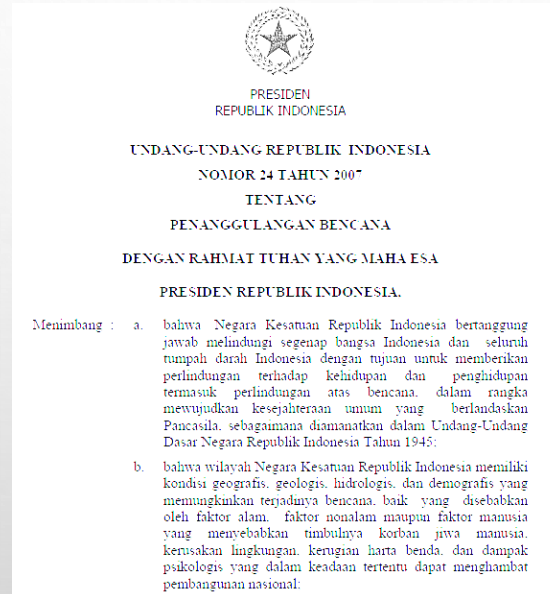 PRESIDEN
REPUBLIK INDONESIA
UNDANG-UNDANG REPUBLIK INDONESIA
NOMOR 24 TAHUN 2007
TENTANG
PENANGGULANGAN BENCANA
DENGAN RAHMAT TUHAN YANG MAHA ESA
PRESIDEN REPUBLIK INDONESIA,
Menimbang : a. bahwa Negara Kesatuan Republik Indonesia bertanggung
jawab melindungi segenap bangsa Indonesia dan seluruh
tumpah darah Indonesia dengan tujuan untuk memberikan
perlindungan terhadap kehidupan dan penghidupan
termasuk perlindungan atas bencana, dalam rangka
mewujudkan kesejahteraan umum yang berlandaskan
Pancasila, sebagaimana diamanatkan dalam Undang-Undang
Dasar Negara Republik Indonesia Tahun 1945;
b. bahwa wilayah Negara Kesatuan Republik Indonesia memiliki
kondisi geografis, geologis, hidrologis, dan demografis yang
memungkinkan terjadinya bencana, baik yang disebabkan
oleh faktor alam, faktor nonalam maupun faktor manusia
yang menyebabkan timbulnya korban jiwa manusia,
kerusakan lingkungan, kerugian harta benda, dan dampak
psikologis yang dalam keadaan tertentu dapat menghambat
pembangunan nasional;